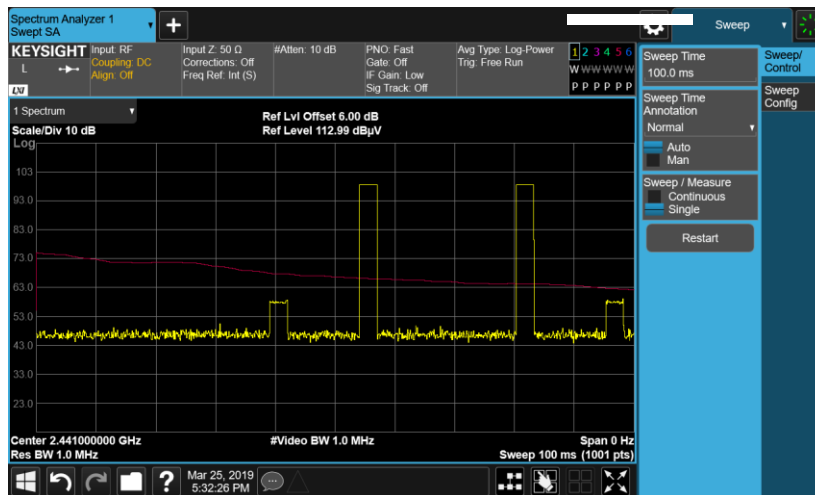 Spectrum Analyzer 1
Swept SA
Sweep
KEYSIGHT
L
LXI
Input: RF
Coupling: DC
Align: Off
Input Z: 50 Ω
Corrections: Off
Freq Ref: Int (S)
#Atten: 10 dB
PNO: Fast
Gate: Off
IF Gain: Low
Sig Track: Off
Avg Type: Log-Power
Trig: Free Run
1 2 3 4 5 6
W W W W W W
P P P P P P
1 Spectrum
Scale/Div 10 dB
Ref Lvl Offset 6.00 dB
Ref Level 112.99 dBµV
Log
103
93.0
83.0
73.0
63.0
53.0
43.0
33.0
23.0
Center 2.441000000 GHz
Res BW 1.0 MHz
#Video BW 1.0 MHz
Span 0 Hz
Sweep 100 ms (1001 pts)
Mar 25, 2019
5:32:26 PM
Sweep Time
100.0 ms
Sweep Time
Annotation
Normal
Auto
Man
Sweep / Measure
Continuous
Single
Restart
Sweep/
Control
Sweep
Config